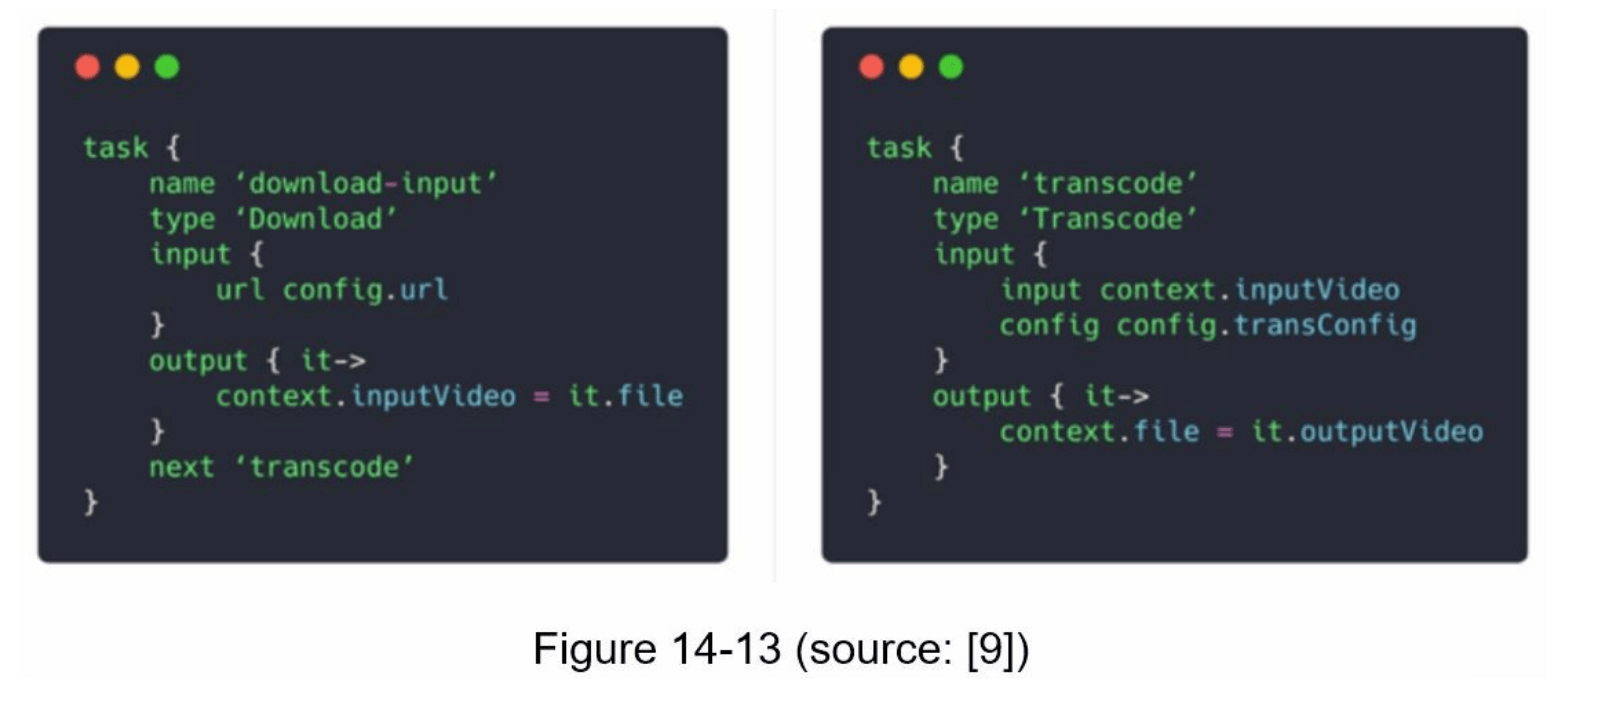 task {
    name ‘download-input’
    type ‘Download’
    input {
        url config.url
    }
    output { it->
        context.inputVideo = it.file
    }
    next ‘transcode’
}
task {
    name ‘transcode’
    type ‘Transcode’
    input {
        input context.inputVideo
        config config.transConfig
    }
    output { it->
        context.file = it.outputVideo
    }
}
Figure 14-13 (source: [9])